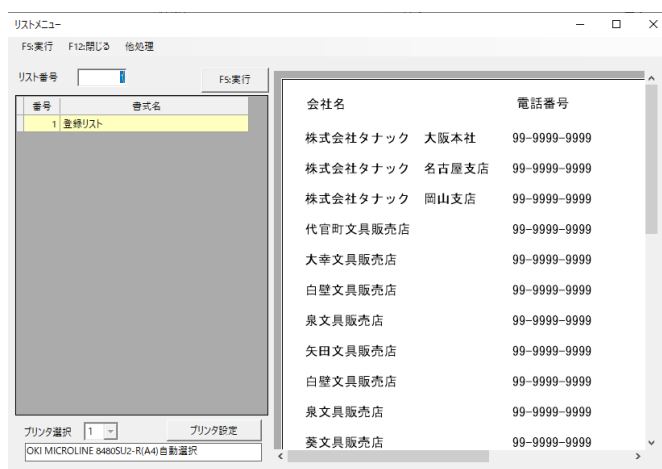 リストメニュー
F5:実行 F12:閉じる 他処理
リスト番号 1 F5:実行
番号 書式名
1 登録リスト
プリンタ選択 1 プリンタ設定
OKI MICROLINE 8480SU2-R(A4)自動選択
会社名 電話番号
株式会社タナック 大阪本社 99-9999-9999
株式会社タナック 名古屋支店 99-9999-9999
株式会社タナック 岡山支店 99-9999-9999
代官町文具販売店 99-9999-9999
大幸文具販売店 99-9999-9999
白壁文具販売店 99-9999-9999
泉文具販売店 99-9999-9999
矢田文具販売店 99-9999-9999
白壁文具販売店 99-9999-9999
泉文具販売店 99-9999-9999
葵文具販売店 99-9999-9999